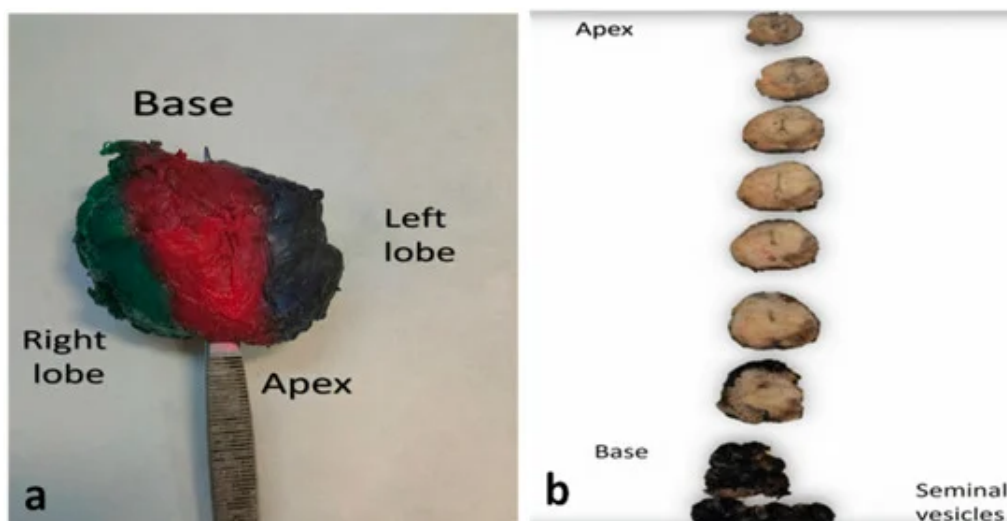 Base
Left
lobe
Right
lobe
Apex
a
Apex
Base
b
Seminal
vesicles